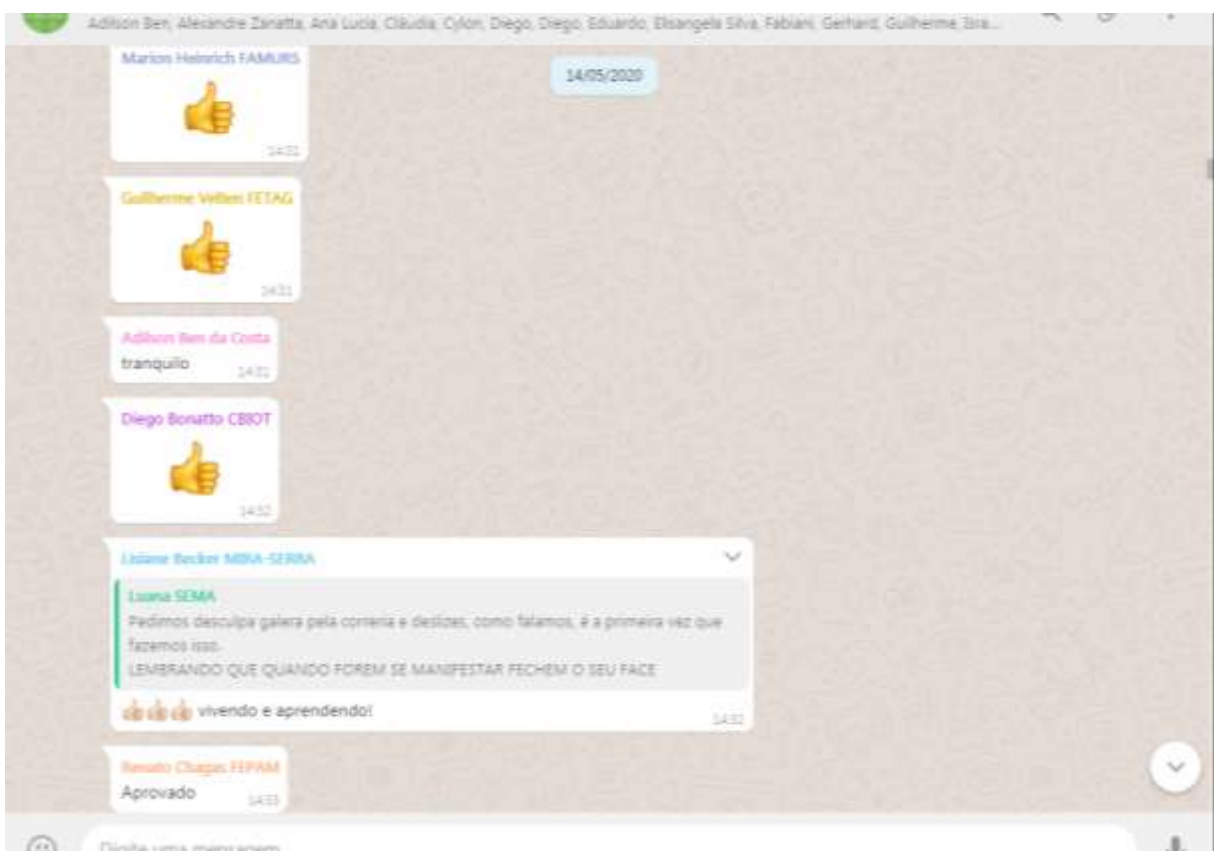 Adilson Ben, Alexandre Zanatta, Ana Lucia, Cláudia, Cylon, Diego, Diego, Eduardo, Elisangela Silva, Fabiani, Gerhard, Guilherme, Isra...
14/05/2020
Marion Heinrich FAMURS
14:31
Guilherme Velten FETAG
14:31
Adilson Ben da Costa
tranquilo
14:31
Diego Bonatto CBIOT
14:32
Lisiane Becker MIRA-SERRA
Luana SEMA
Pedimos desculpa galera pela correria e deslizes, como falamos, é a primeira vez que
fazemos isso.
LEMBRANDO QUE QUANDO FOREM SE MANIFESTAR FECHEM O SEU FACE
👍🏼👍🏼👍🏼 vivendo e aprendendo!
14:32
Renato Chagas FEPAM
Aprovado
14:33
Digite uma mensagem